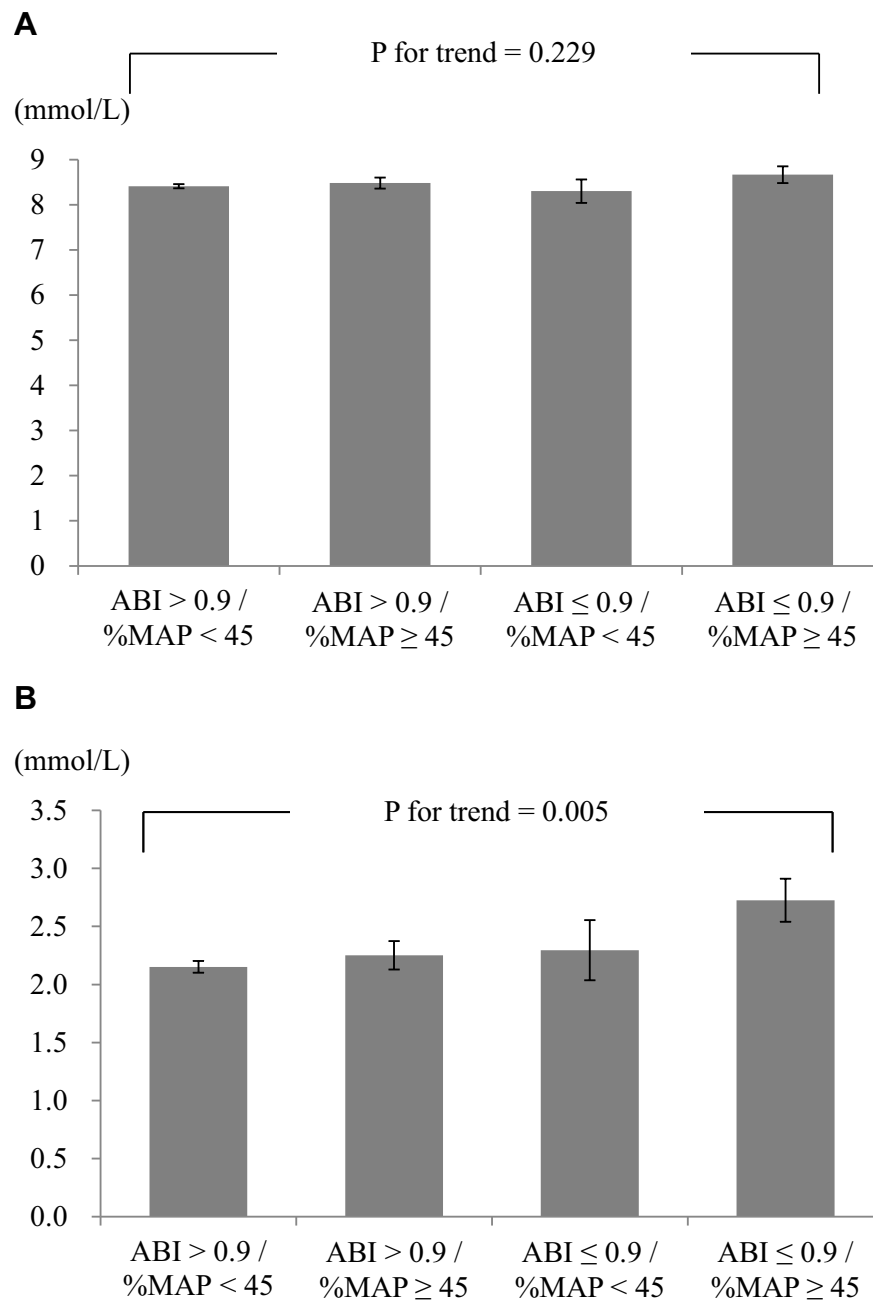 A
P for trend = 0.229
(mmol/L)
9
8
7
6
5
4
3
2
1
0
ABI > 0.9 / ABI > 0.9 / ABI ≤ 0.9 / ABI ≤ 0.9 /
%MAP < 45 %MAP ≥ 45 %MAP < 45 %MAP ≥ 45
B
(mmol/L)
P for trend = 0.005
3.5
3.0
2.5
2.0
1.5
1.0
0.5
0.0
ABI > 0.9 / ABI > 0.9 / ABI ≤ 0.9 / ABI ≤ 0.9 /
%MAP < 45 %MAP ≥ 45 %MAP < 45 %MAP ≥ 45